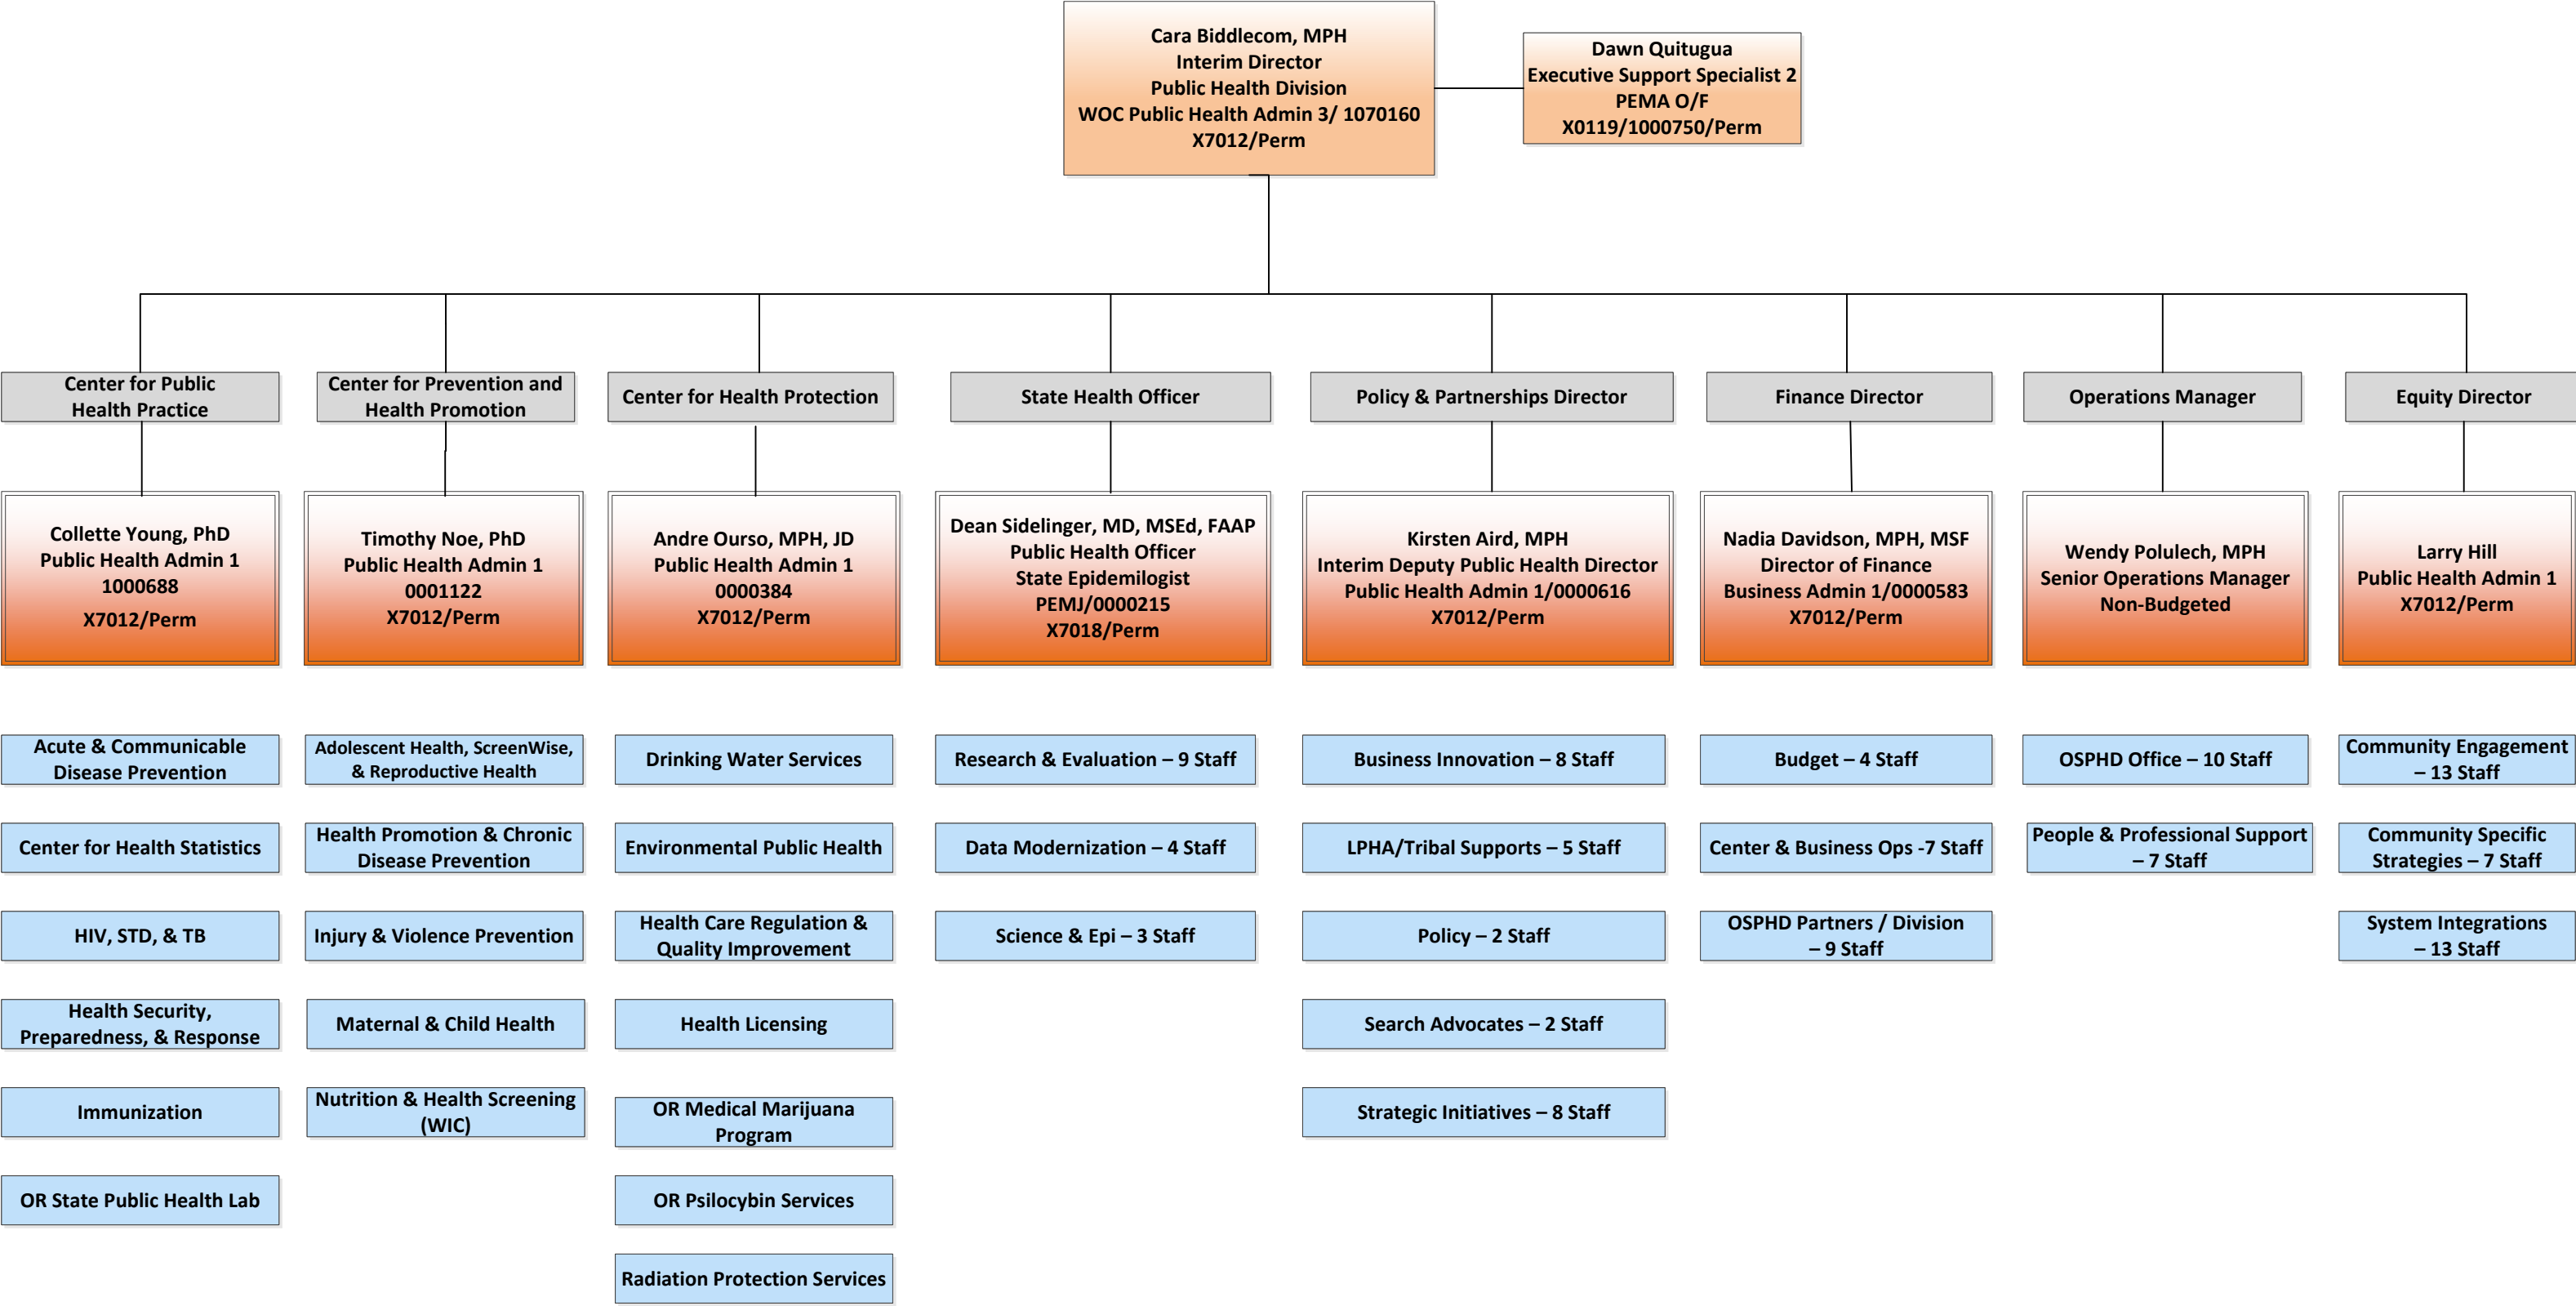 Cara Biddlecom, MPH
Interim Director
Public Health Division
WOC Public Health Admin 3/ 1070160
X7012/Perm
Dawn Quitugua
Executive Support Specialist 2
PEMA O/F
X0119/1000750/Perm
Center for Public
Health Practice
Center for Prevention and
Health Promotion
Center for Health Protection
State Health Officer
Policy & Partnerships Director
Finance Director
Operations Manager
Equity Director
Collette Young, PhD
Public Health Admin 1
1000688
X7012/Perm
Timothy Noe, PhD
Public Health Admin 1
0001122
X7012/Perm
Andre Ourso, MPH, JD
Public Health Admin 1
0000384
X7012/Perm
Dean Sidelinger, MD, MSEd, FAAP
Public Health Officer
State Epidemilogist
PEMJ/0000215
X7018/Perm
Kirsten Aird, MPH
Interim Deputy Public Health Director
Public Health Admin 1/0000616
X7012/Perm
Nadia Davidson, MPH, MSF
Director of Finance
Business Admin 1/0000583
X7012/Perm
Wendy Polulech, MPH
Senior Operations Manager
Non-Budgeted
Larry Hill
Public Health Admin 1
X7012/Perm
Acute & Communicable
Disease Prevention
Adolescent Health, ScreenWise,
& Reproductive Health
Drinking Water Services
Research & Evaluation – 9 Staff
Business Innovation – 8 Staff
Budget – 4 Staff
OSPHD Office – 10 Staff
Community Engagement
– 13 Staff
Center for Health Statistics
Health Promotion & Chronic
Disease Prevention
Environmental Public Health
Data Modernization – 4 Staff
LPHA/Tribal Supports – 5 Staff
Center & Business Ops -7 Staff
People & Professional Support
– 7 Staff
Community Specific
Strategies – 7 Staff
HIV, STD, & TB
Injury & Violence Prevention
Health Care Regulation &
Quality Improvement
Science & Epi – 3 Staff
Policy – 2 Staff
OSPHD Partners / Division
– 9 Staff
System Integrations
– 13 Staff
Health Security,
Preparedness, & Response
Maternal & Child Health
Health Licensing
Search Advocates – 2 Staff
Immunization
Nutrition & Health Screening
(WIC)
OR Medical Marijuana
Program
Strategic Initiatives – 8 Staff
OR State Public Health Lab
OR Psilocybin Services
Radiation Protection Services